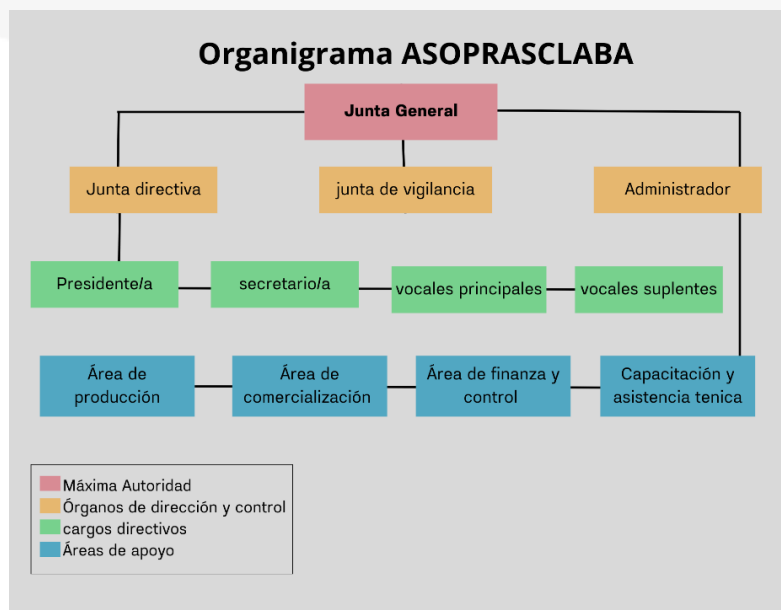 Organigrama ASOPRASCLABA
Junta General
Junta directiva
junta de vigilancia
Administrador
Presidente/a
secretario/a
vocales principales
vocales suplentes
Área de
producción
Área de
comercialización
Área de finanza y
control
Capacitación y
asistencia tenica
Máxima Autoridad
Órganos de dirección y control
cargos directivos
Áreas de apoyo